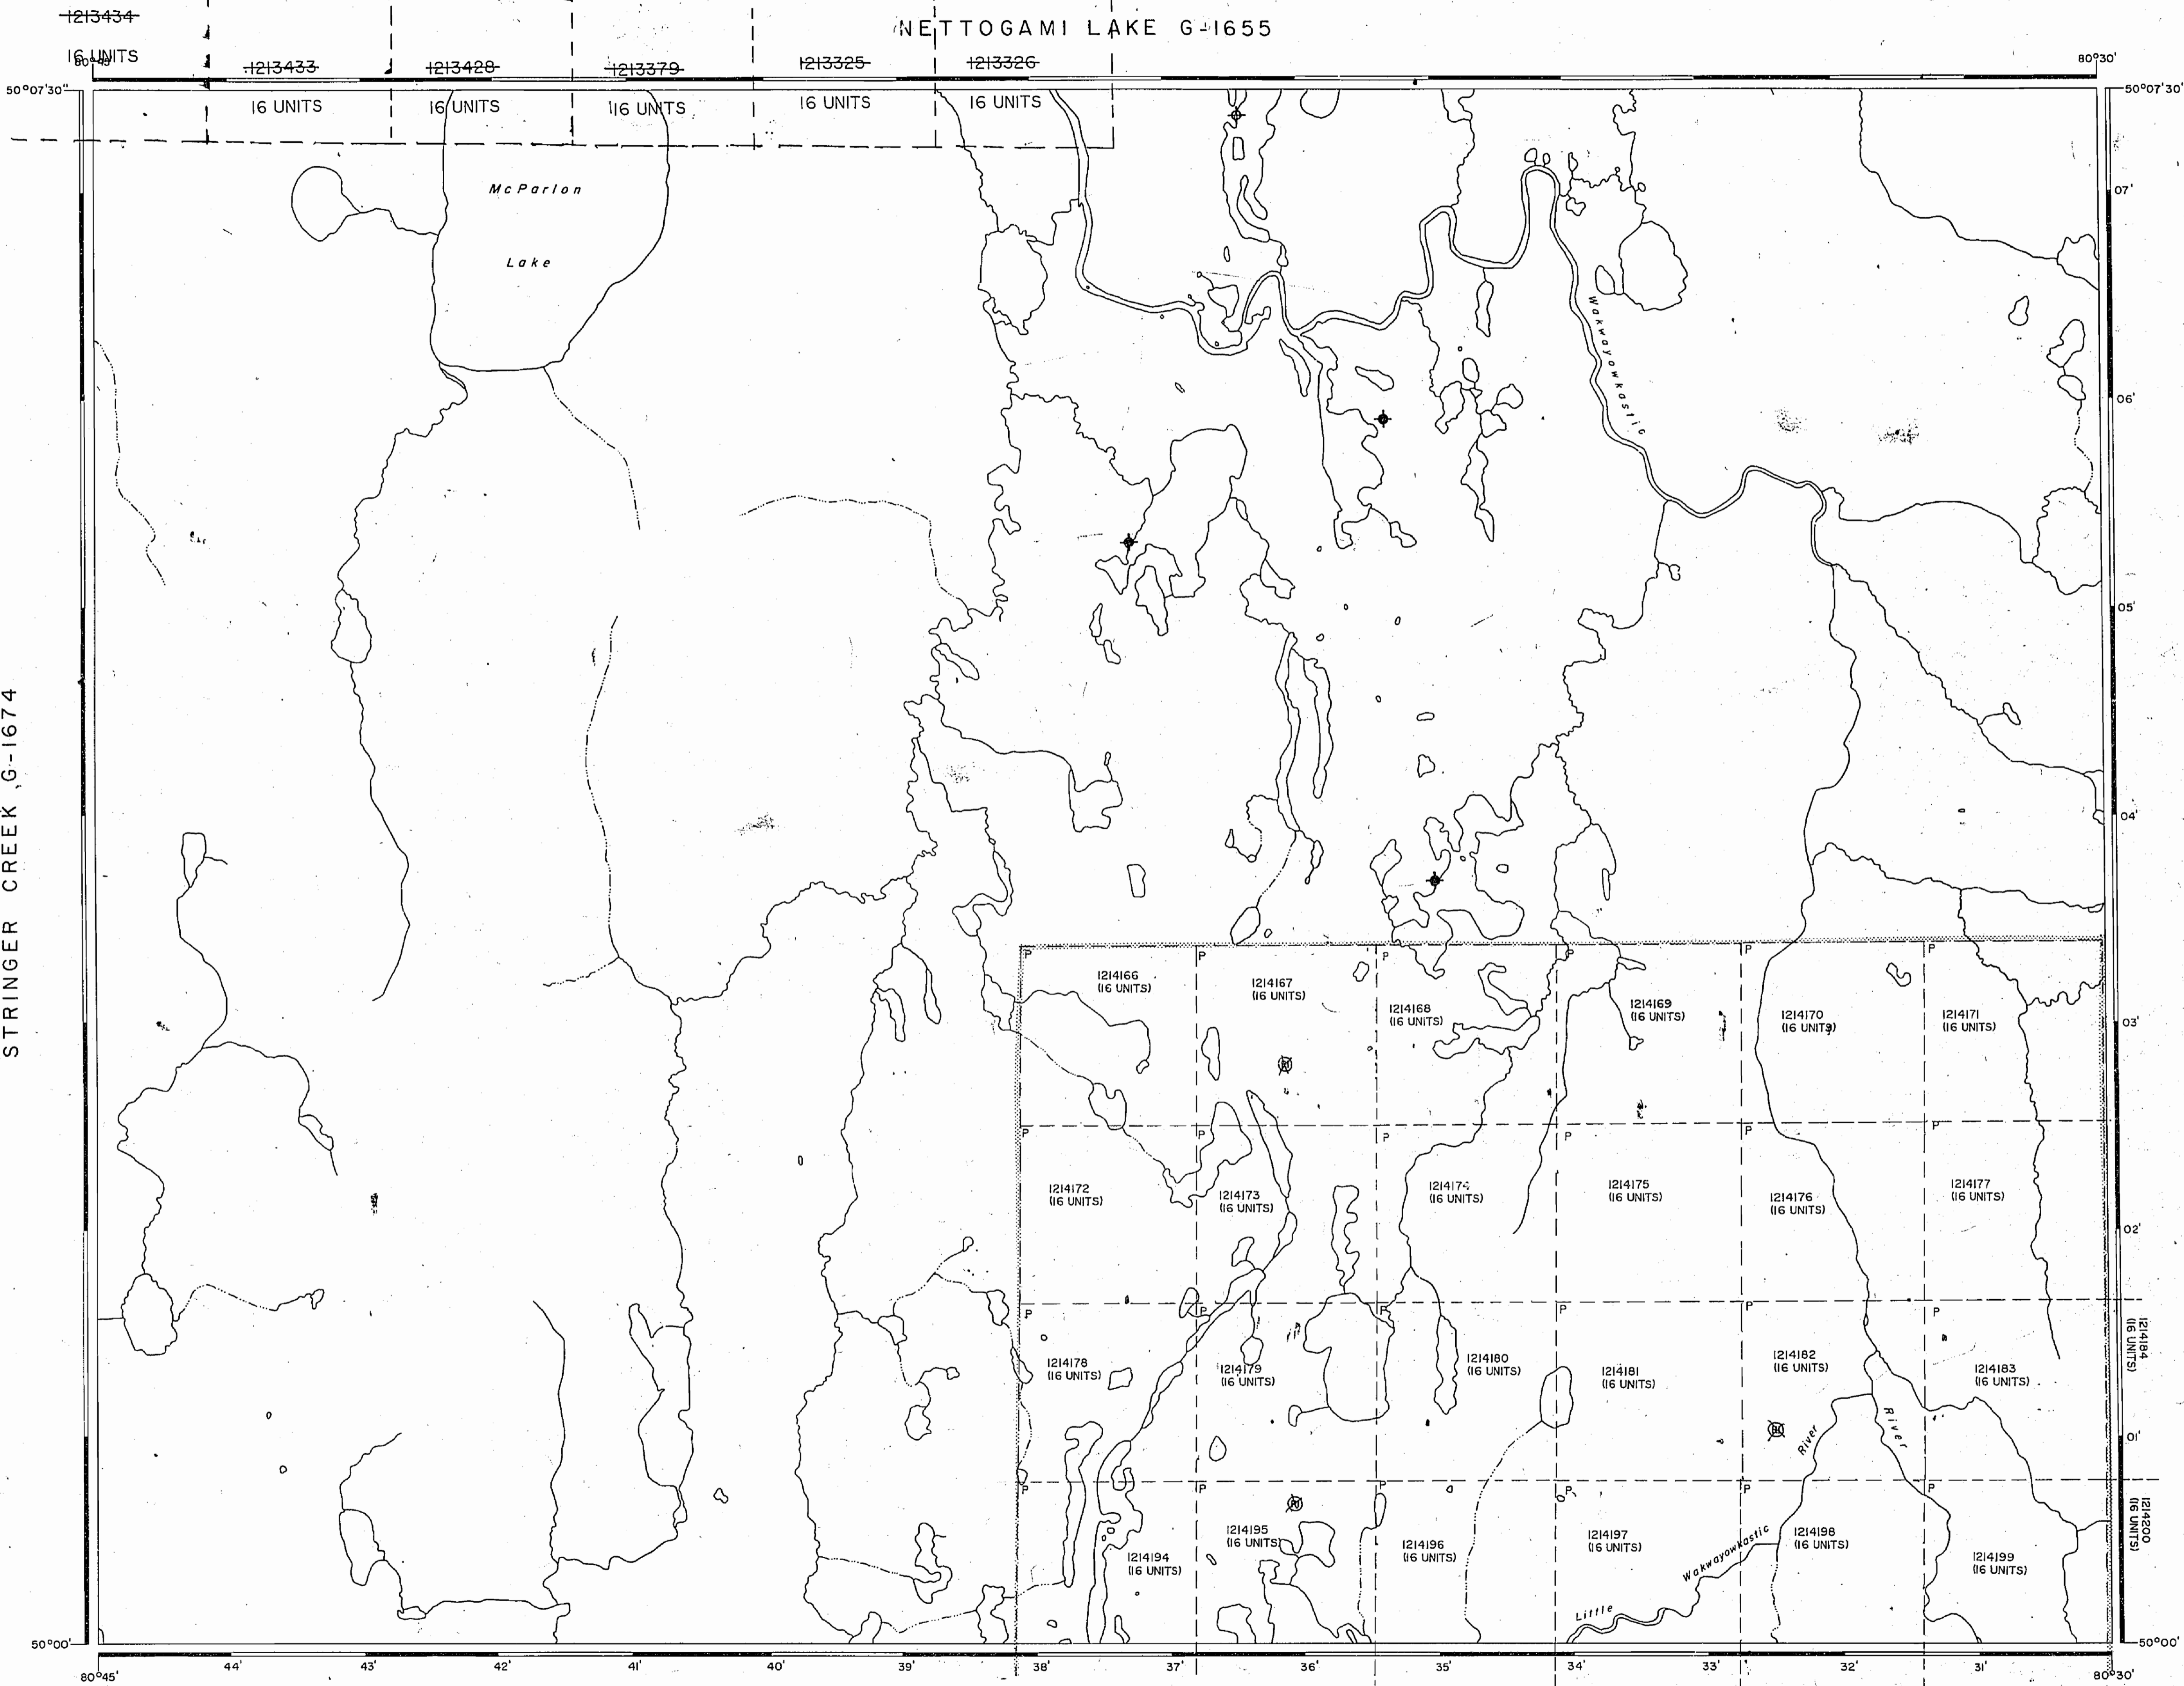 1213434
16 UNITS
NETTOGAMI LAKE G-1655
80°45'
1213433
1213428
1213379
1213325
1213326
80°30'
50°07'30"
16 UNITS
16 UNITS
16 UNITS
16 UNITS
16 UNITS
50°07'30"
McParlon
Lake
07'
Wakwayowkastic
06'
05'
04'
STRINGER CREEK G-1674
P
P
P
P
P
P
1214166
(16 UNITS)
1214167
(16 UNITS)
1214168
(16 UNITS)
1214169
(16 UNITS)
1214170
(16 UNITS)
1214171
(16 UNITS)
03'
P
P
P
P
P
P
1214172
(16 UNITS)
1214173
(16 UNITS)
1214174
(16 UNITS)
1214175
(16 UNITS)
1214176
(16 UNITS)
1214177
(16 UNITS)
02'
P
P
P
P
P
P
1214178
(16 UNITS)
1214179
(16 UNITS)
1214180
(16 UNITS)
1214181
(16 UNITS)
1214182
(16 UNITS)
1214183
(16 UNITS)
1214184
(16 UNITS)
River
River
01'
P
P
P
P
P
P
1214194
(16 UNITS)
1214195
(16 UNITS)
1214196
(16 UNITS)
1214197
(16 UNITS)
1214198
(16 UNITS)
1214199
(16 UNITS)
1214200
(16 UNITS)
Little Wakwayowkastic
50°00'
50°00'
80°45'
44'
43'
42'
41'
40'
39'
38'
37'
36'
35'
34'
33'
32'
31'
80°30'